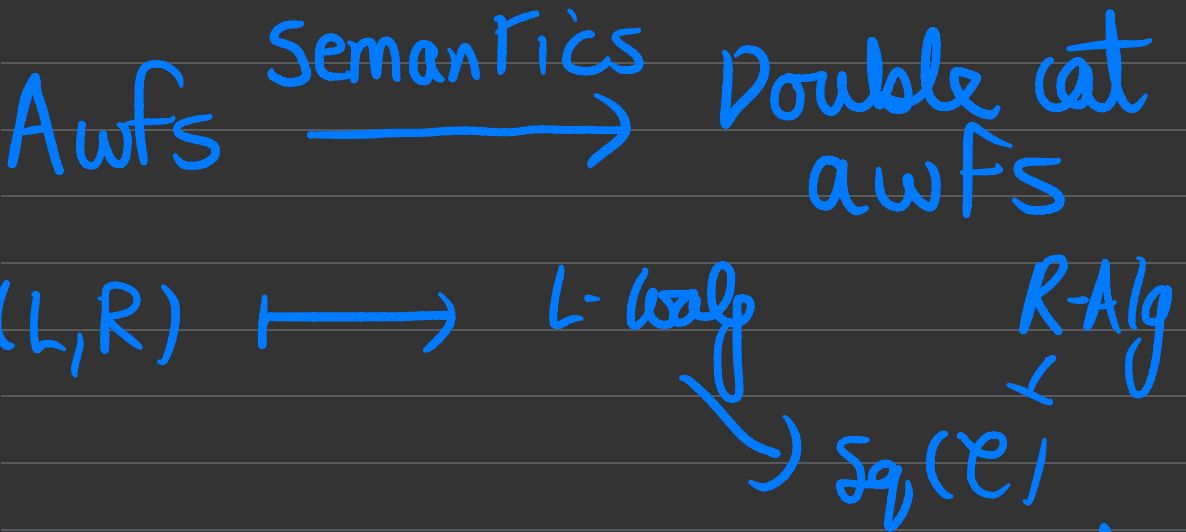 Awfs Semantics → Double cat
awfs
(L,R) ↦ L-Coalg R-Alg
Sq(C)